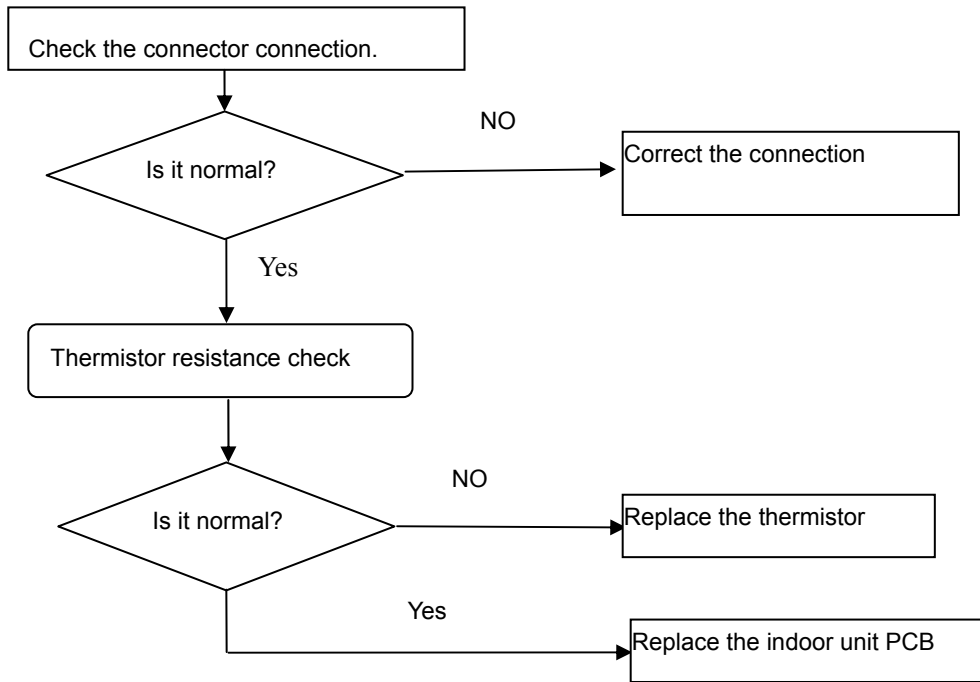 Check the connector connection.
NO
Is it normal?
Correct the connection
Yes
Thermistor resistance check
NO
Is it normal?
Replace the thermistor
Yes
Replace the indoor unit PCB